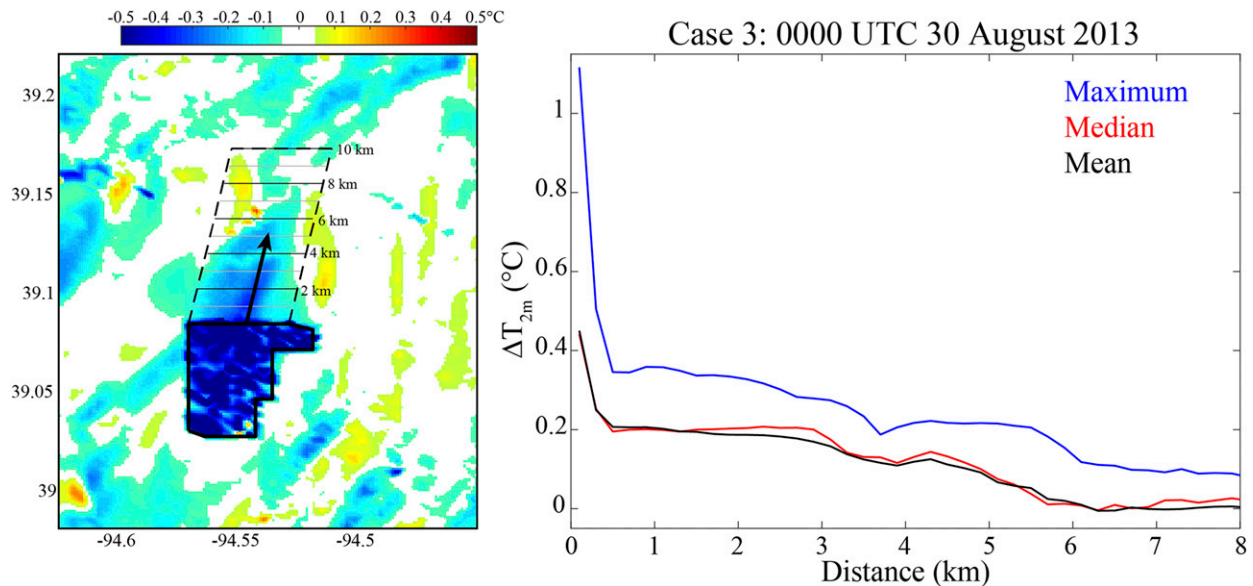 -0.5 -0.4 -0.3 -0.2 -0.1 0 0.1 0.2 0.3 0.4 0.5°C
39.2
39.15
39.1
39.05
39
-94.6 -94.55 -94.5
10 km
8 km
6 km
4 km
2 km
Case 3: 0000 UTC 30 August 2013
Maximum
Median
Mean
ΔT2m (°C)
1
0.8
0.6
0.4
0.2
0
0 1 2 3 4 5 6 7 8
Distance (km)